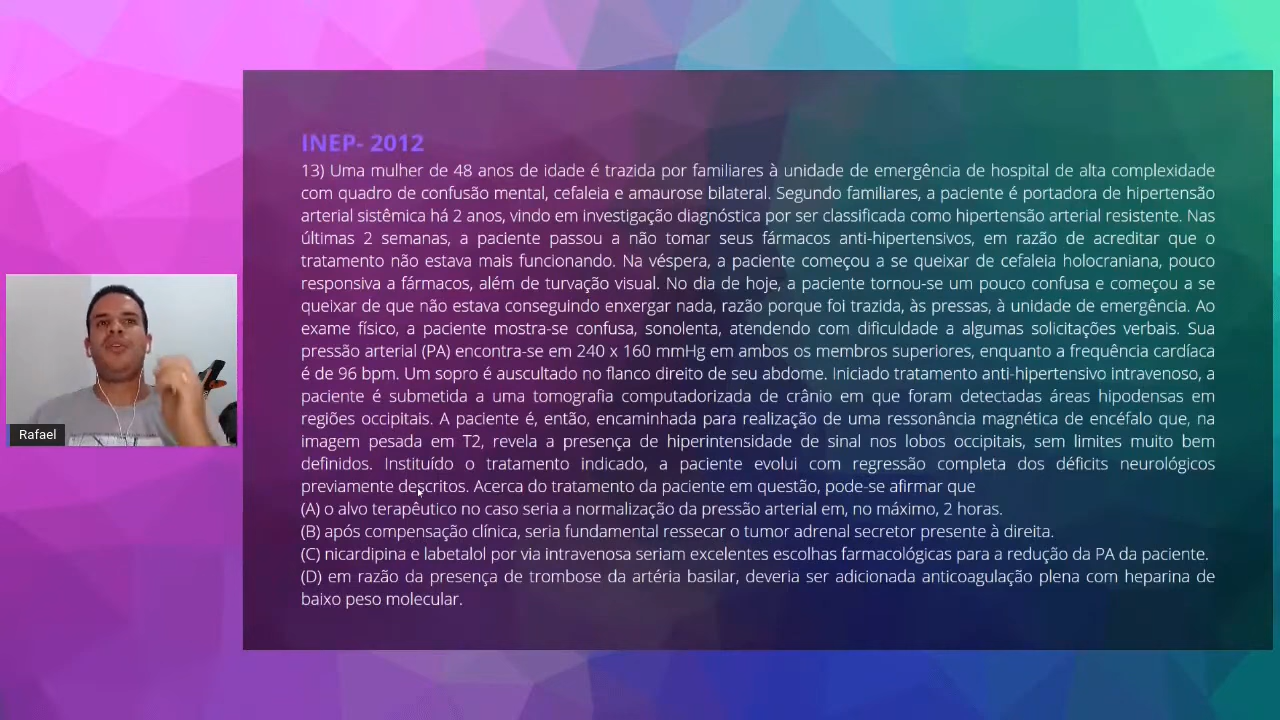 INEP- 2012
13) Uma mulher de 48 anos de idade é trazida por familiares à unidade de emergência de hospital de alta complexidade
com quadro de confusão mental, cefaleia e amaurose bilateral. Segundo familiares, a paciente é portadora de hipertensão
arterial sistêmica há 2 anos, vindo em investigação diagnóstica por ser classificada como hipertensão arterial resistente. Nas
últimas 2 semanas, a paciente passou a não tomar seus fármacos anti-hipertensivos, em razão de acreditar que o
tratamento não estava mais funcionando. Na véspera, a paciente começou a se queixar de cefaleia holocraniana, pouco
responsiva a fármacos, além de turvação visual. No dia de hoje, a paciente tornou-se um pouco confusa e começou a se
queixar de que não estava conseguindo enxergar nada, razão porque foi trazida, às pressas, à unidade de emergência. Ao
exame físico, a paciente mostra-se confusa, sonolenta, atendendo com dificuldade a algumas solicitações verbais. Sua
pressão arterial (PA) encontra-se em 240 x 160 mmHg em ambos os membros superiores, enquanto a frequência cardíaca
é de 96 bpm. Um sopro é auscultado no flanco direito de seu abdome. Iniciado tratamento anti-hipertensivo intravenoso, a
paciente é submetida a uma tomografia computadorizada de crânio em que foram detectadas áreas hipodensas em
regiões occipitais. A paciente é, então, encaminhada para realização de uma ressonância magnética de encéfalo que, na
imagem pesada em T2, revela a presença de hiperintensidade de sinal nos lobos occipitais, sem limites muito bem
definidos. Instituído o tratamento indicado, a paciente evolui com regressão completa dos déficits neurológicos
previamente descritos. Acerca do tratamento da paciente em questão, pode-se afirmar que
(A) o alvo terapêutico no caso seria a normalização da pressão arterial em, no máximo, 2 horas.
(B) após compensação clínica, seria fundamental ressecar o tumor adrenal secretor presente à direita.
(C) nicardipina e labetalol por via intravenosa seriam excelentes escolhas farmacológicas para a redução da PA da paciente.
(D) em razão da presença de trombose da artéria basilar, deveria ser adicionada anticoagulação plena com heparina de
baixo peso molecular.
Rafael